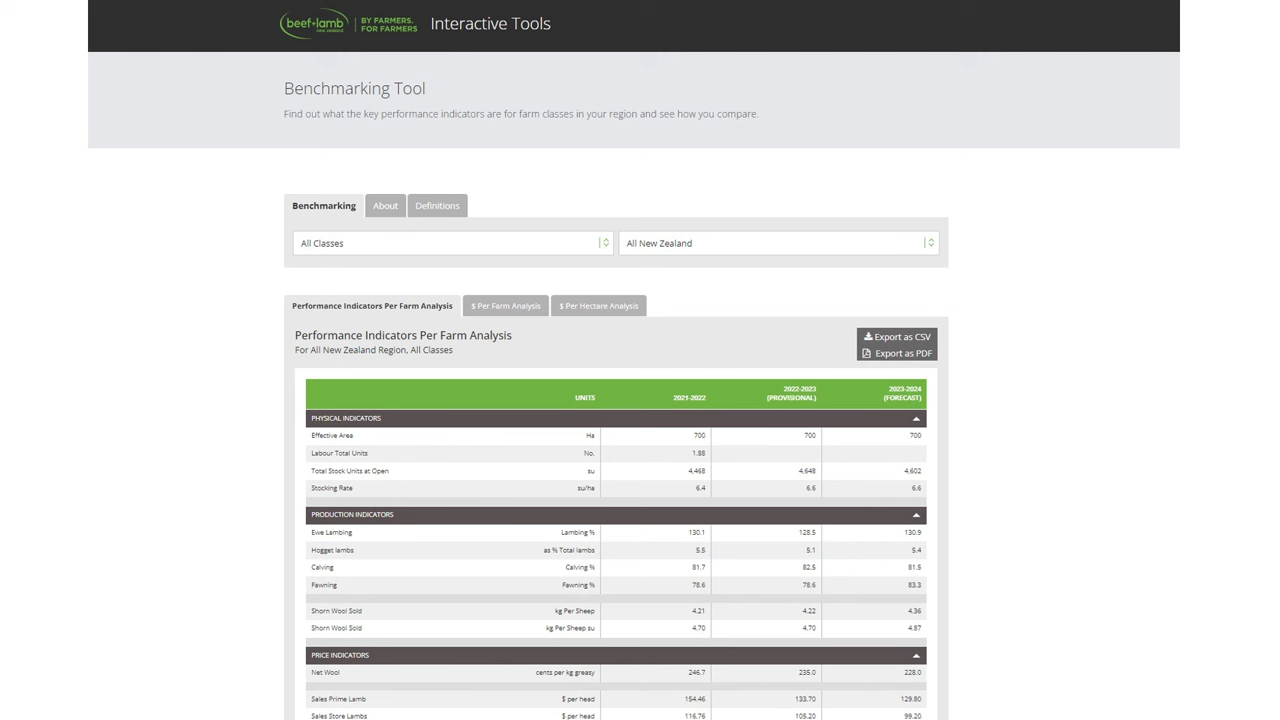 beef+lamb
new zealand
BY FARMERS.
FOR FARMERS
Interactive Tools
Benchmarking Tool
Find out what the key performance indicators are for farm classes in your region and see how you compare.
Benchmarking About Definitions
All Classes All New Zealand
Performance Indicators Per Farm Analysis $ Per Farm Analysis $ Per Hectare Analysis
Performance Indicators Per Farm Analysis
For All New Zealand Region, All Classes
Export as CSV
Export as PDF
UNITS 2021-2022 2022-2023 (PROVISIONAL) 2023-2024 (FORECAST)
PHYSICAL INDICATORS
Effective Area Ha 700 700 700
Labour Total Units No. 1.88
Total Stock Units at Open su 4,468 4,648 4,602
Stocking Rate su/ha 6.4 6.6 6.6
PRODUCTION INDICATORS
Ewe Lambing Lambing % 130.1 128.5 130.9
Hogget lambs as % Total lambs 5.5 5.1 5.4
Calving Calving % 81.7 82.5 81.5
Fawning Fawning % 78.6 78.6 83.3
Shorn Wool Sold kg Per Sheep 4.21 4.22 4.36
Shorn Wool Sold kg Per Sheep su 4.70 4.70 4.87
PRICE INDICATORS
Net Wool cents per kg greasy 246.7 235.0 228.0
Sales Prime Lamb $ per head 154.46 133.70 129.80
Sales Store Lambs $ per head 116.76 105.20 99.20